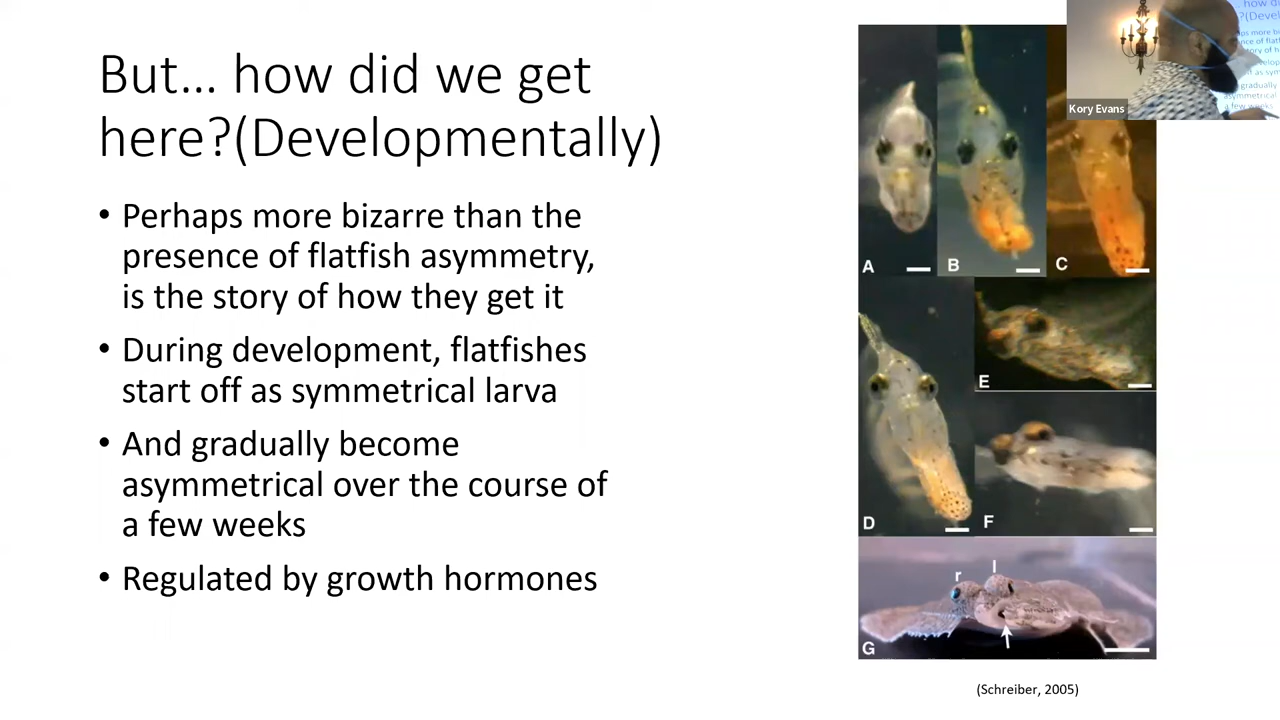 But... how did we get
here?(Developmentally)
• Perhaps more bizarre than the
presence of flatfish asymmetry,
is the story of how they get it
• During development, flatfishes
start off as symmetrical larva
• And gradually become
asymmetrical over the course of
a few weeks
• Regulated by growth hormones
A
B
C
D
E
F
r
l
G
(Schreiber, 2005)
Kory Evans